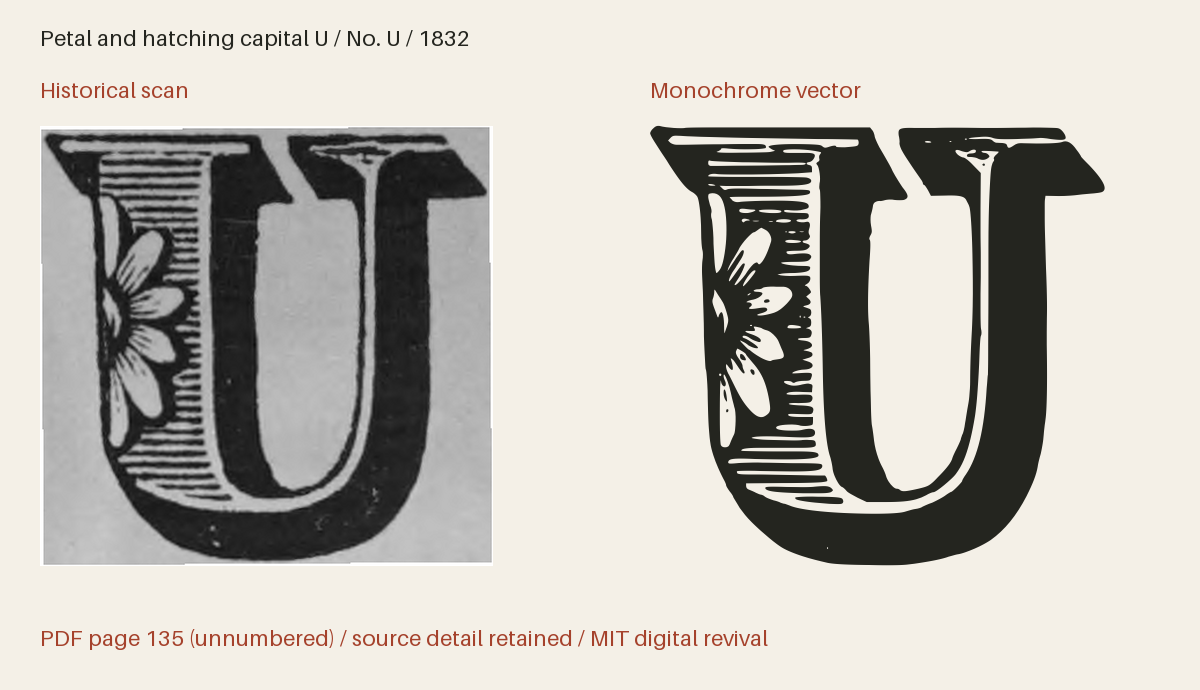 Petal and hatching capital U / No. U / 1832
Historical scan
Monochrome vector
U
U
PDF page 135 (unnumbered) / source detail retained / MIT digital revival